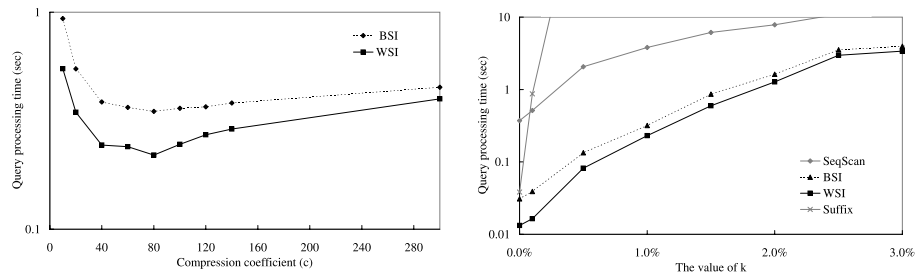 1
0.1
Query processing time (sec)
0 40 80 120 160 200 240 280
Compression coefficient (c)
BSI
WSI
10
1
0.1
0.01
Query processing time (sec)
0.0% 1.0% 2.0% 3.0%
The value of k
SeqScan
BSI
WSI
Suffix